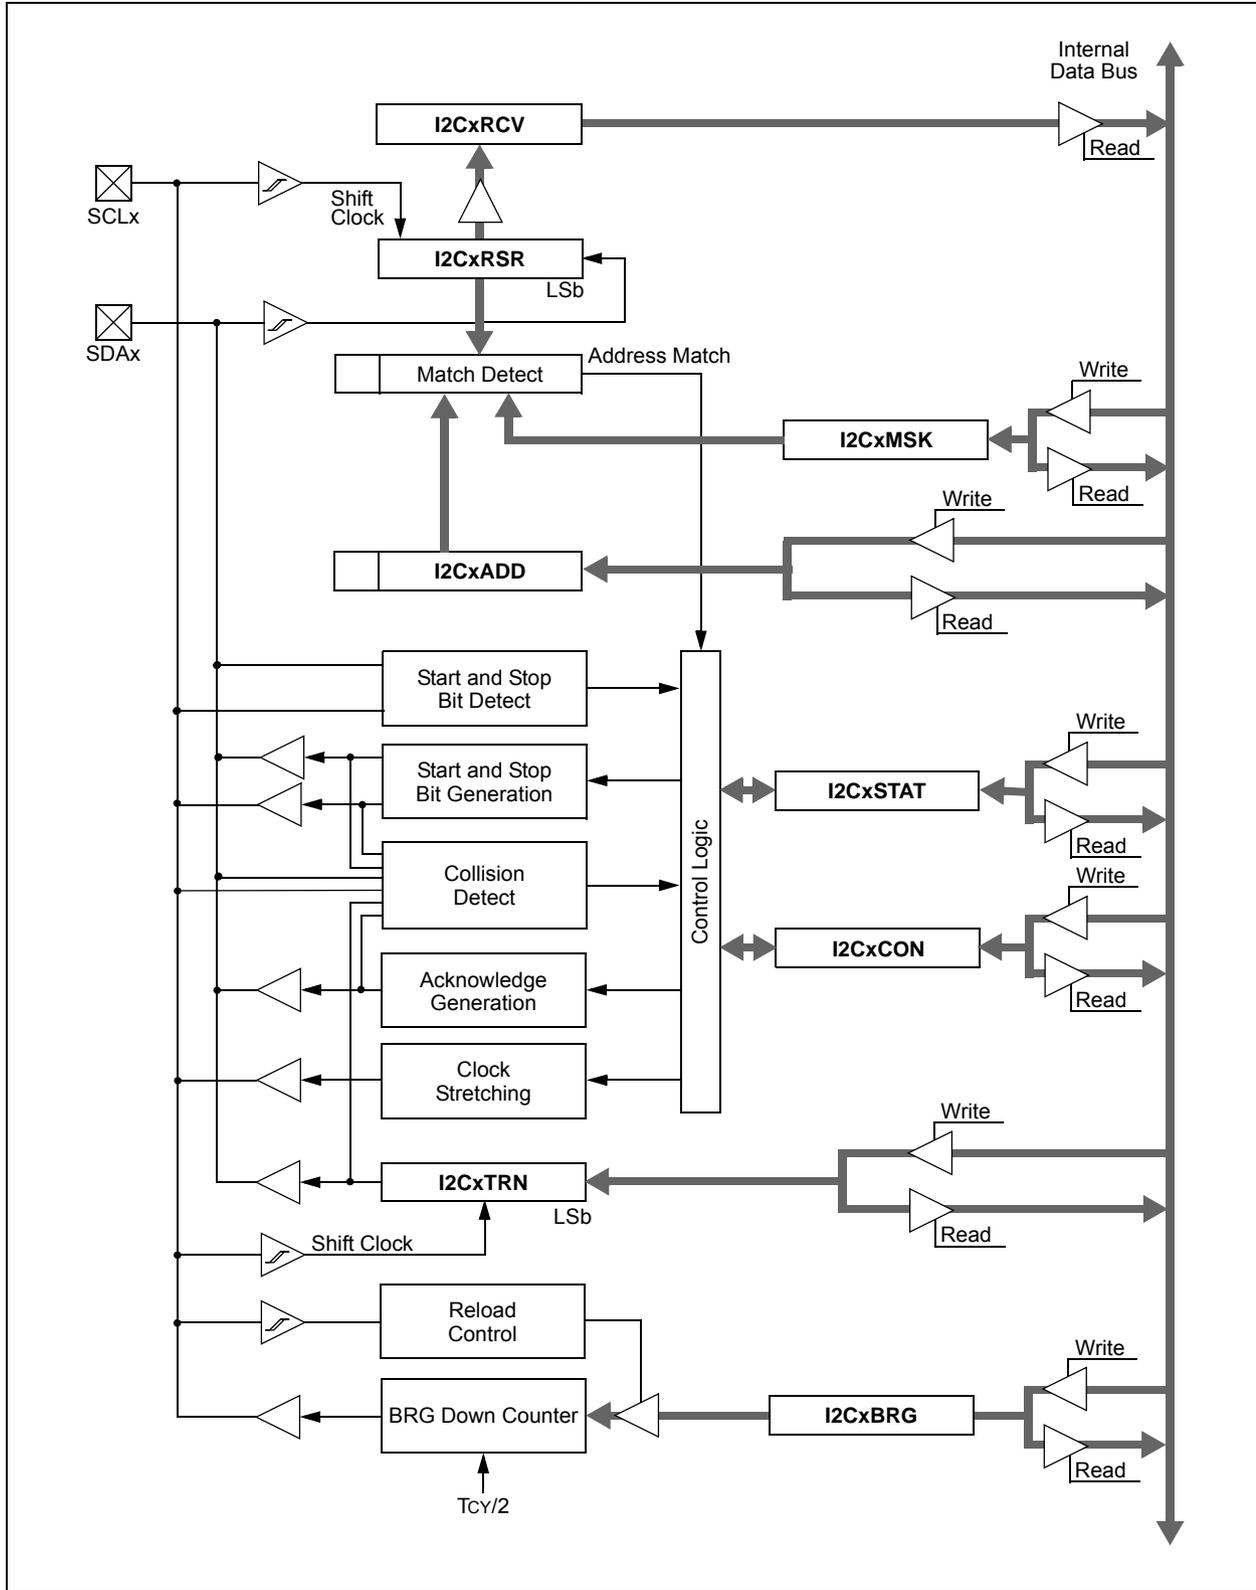 Internal
Data Bus
I2CxRCV
Read
SCLx
Shift
Clock
I2CxRSR
LSb
SDAx
Address Match
Match Detect
Write
I2CxMSK
Read
Write
I2CxADD
Read
Start and Stop
Bit Detect
Write
Start and Stop
Bit Generation
I2CxSTAT
Read
Control Logic
Collision
Detect
Write
I2CxCON
Read
Acknowledge
Generation
Clock
Stretching
Write
I2CxTRN
LSb
Read
Shift Clock
Reload
Control
Write
BRG Down Counter
I2CxBRG
Read
TCY/2